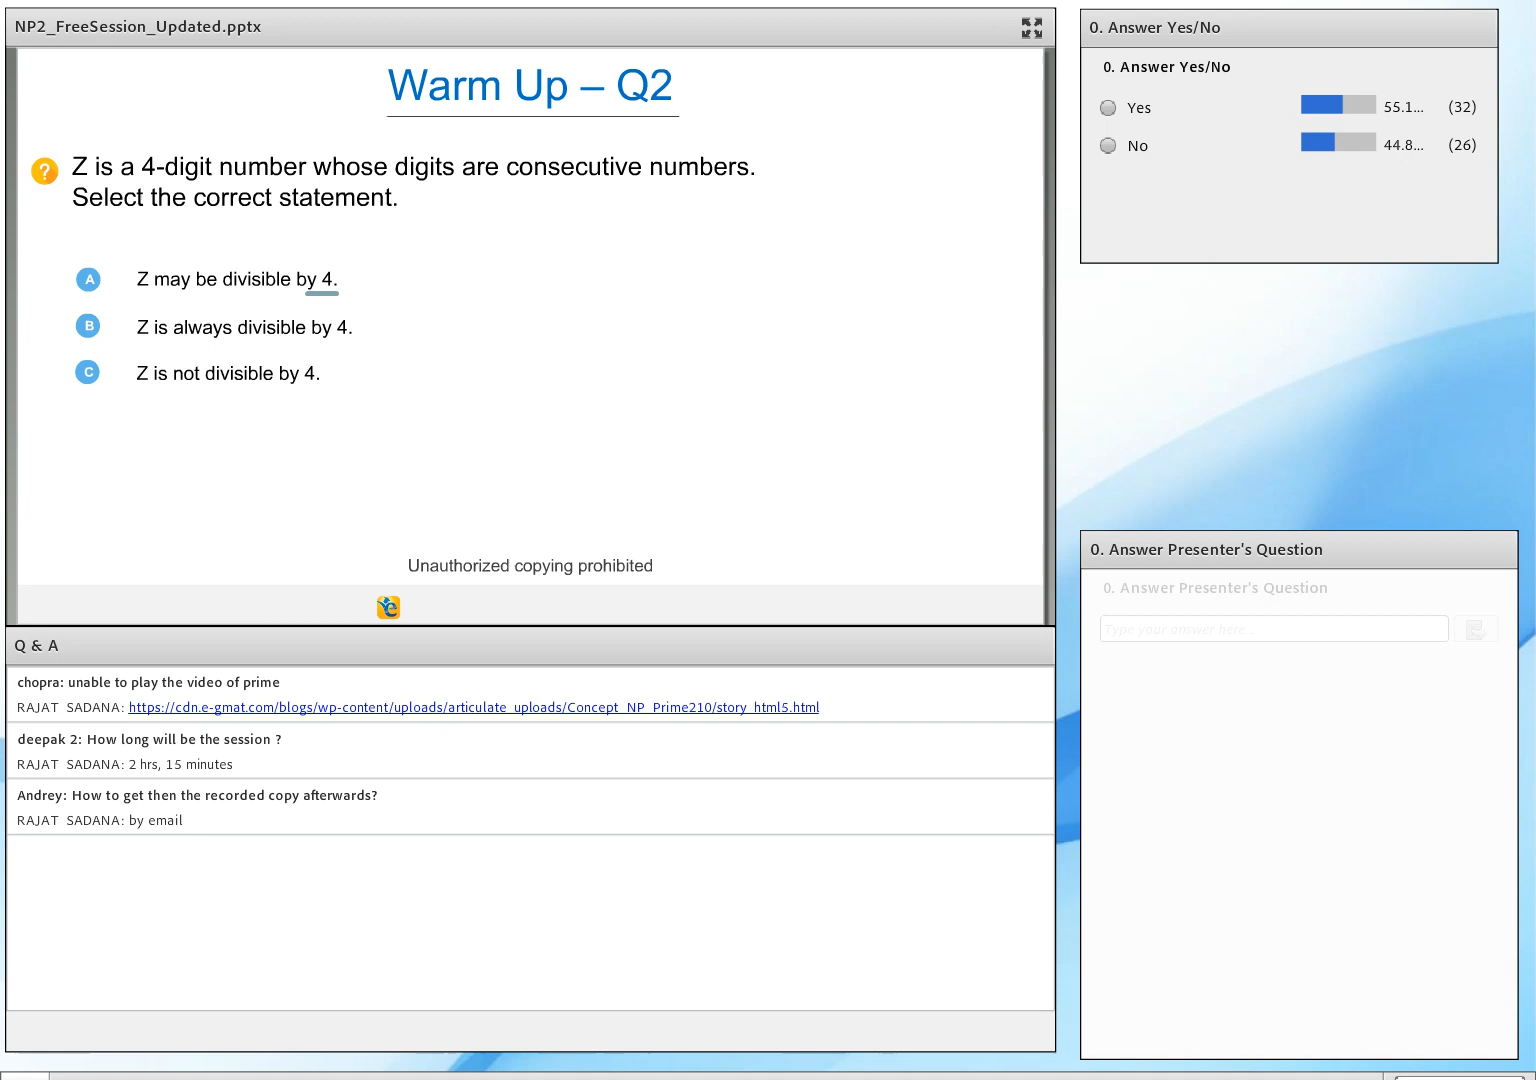 NP2_FreeSession_Updated.pptx
Warm Up – Q2
? Z is a 4-digit number whose digits are consecutive numbers.
Select the correct statement.
A Z may be divisible by 4.
B Z is always divisible by 4.
C Z is not divisible by 4.
Unauthorized copying prohibited
e
Q & A
chopra: unable to play the video of prime
RAJAT SADANA: https://cdn.e-gmat.com/blogs/wp-content/uploads/articulate_uploads/Concept_NP_Prime210/story_html5.html
deepak 2: How long will be the session ?
RAJAT SADANA: 2 hrs, 15 minutes
Andrey: How to get then the recorded copy afterwards?
RAJAT SADANA: by email
0. Answer Yes/No
0. Answer Yes/No
Yes 55.1... (32)
No 44.8... (26)
0. Answer Presenter's Question
0. Answer Presenter's Question
Type your answer here...